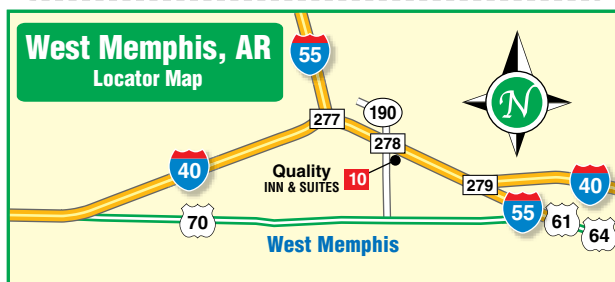 West Memphis, AR
Locator Map
55
N
277
190
278
40
Quality
INN & SUITES
10
279
40
55
61
64
70
West Memphis